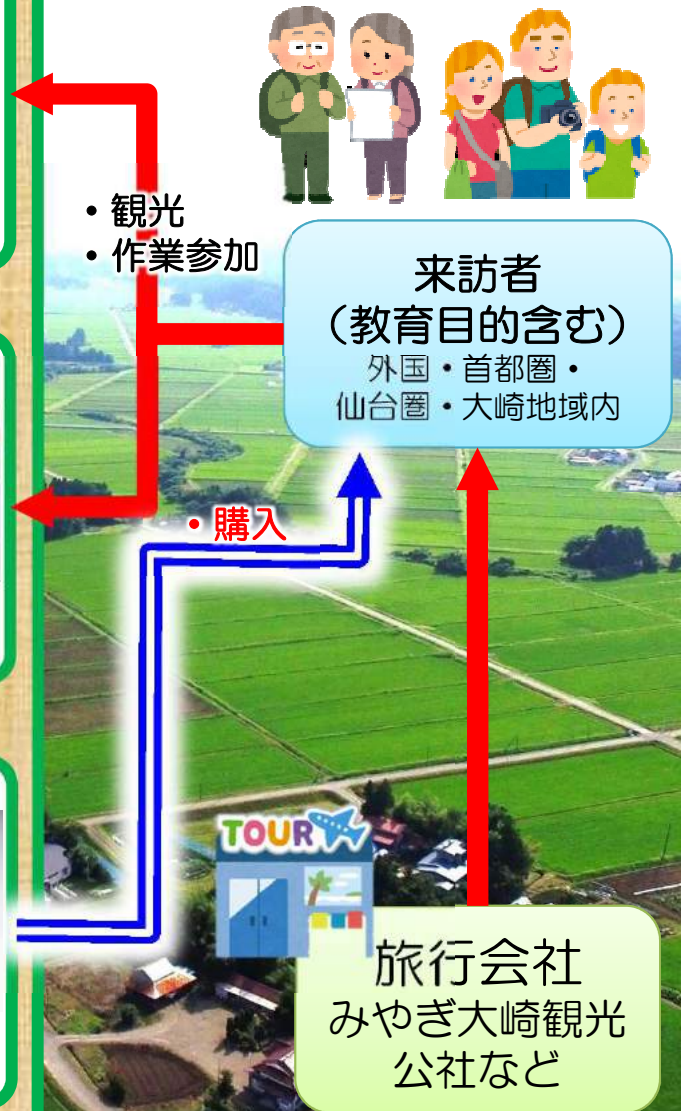 ・観光
・作業参加
来訪者
（教育目的含む）
外国・首都圏・
仙台圏・大崎地域内
・購入
TOUR
旅行会社
みやぎ大崎観光
公社など